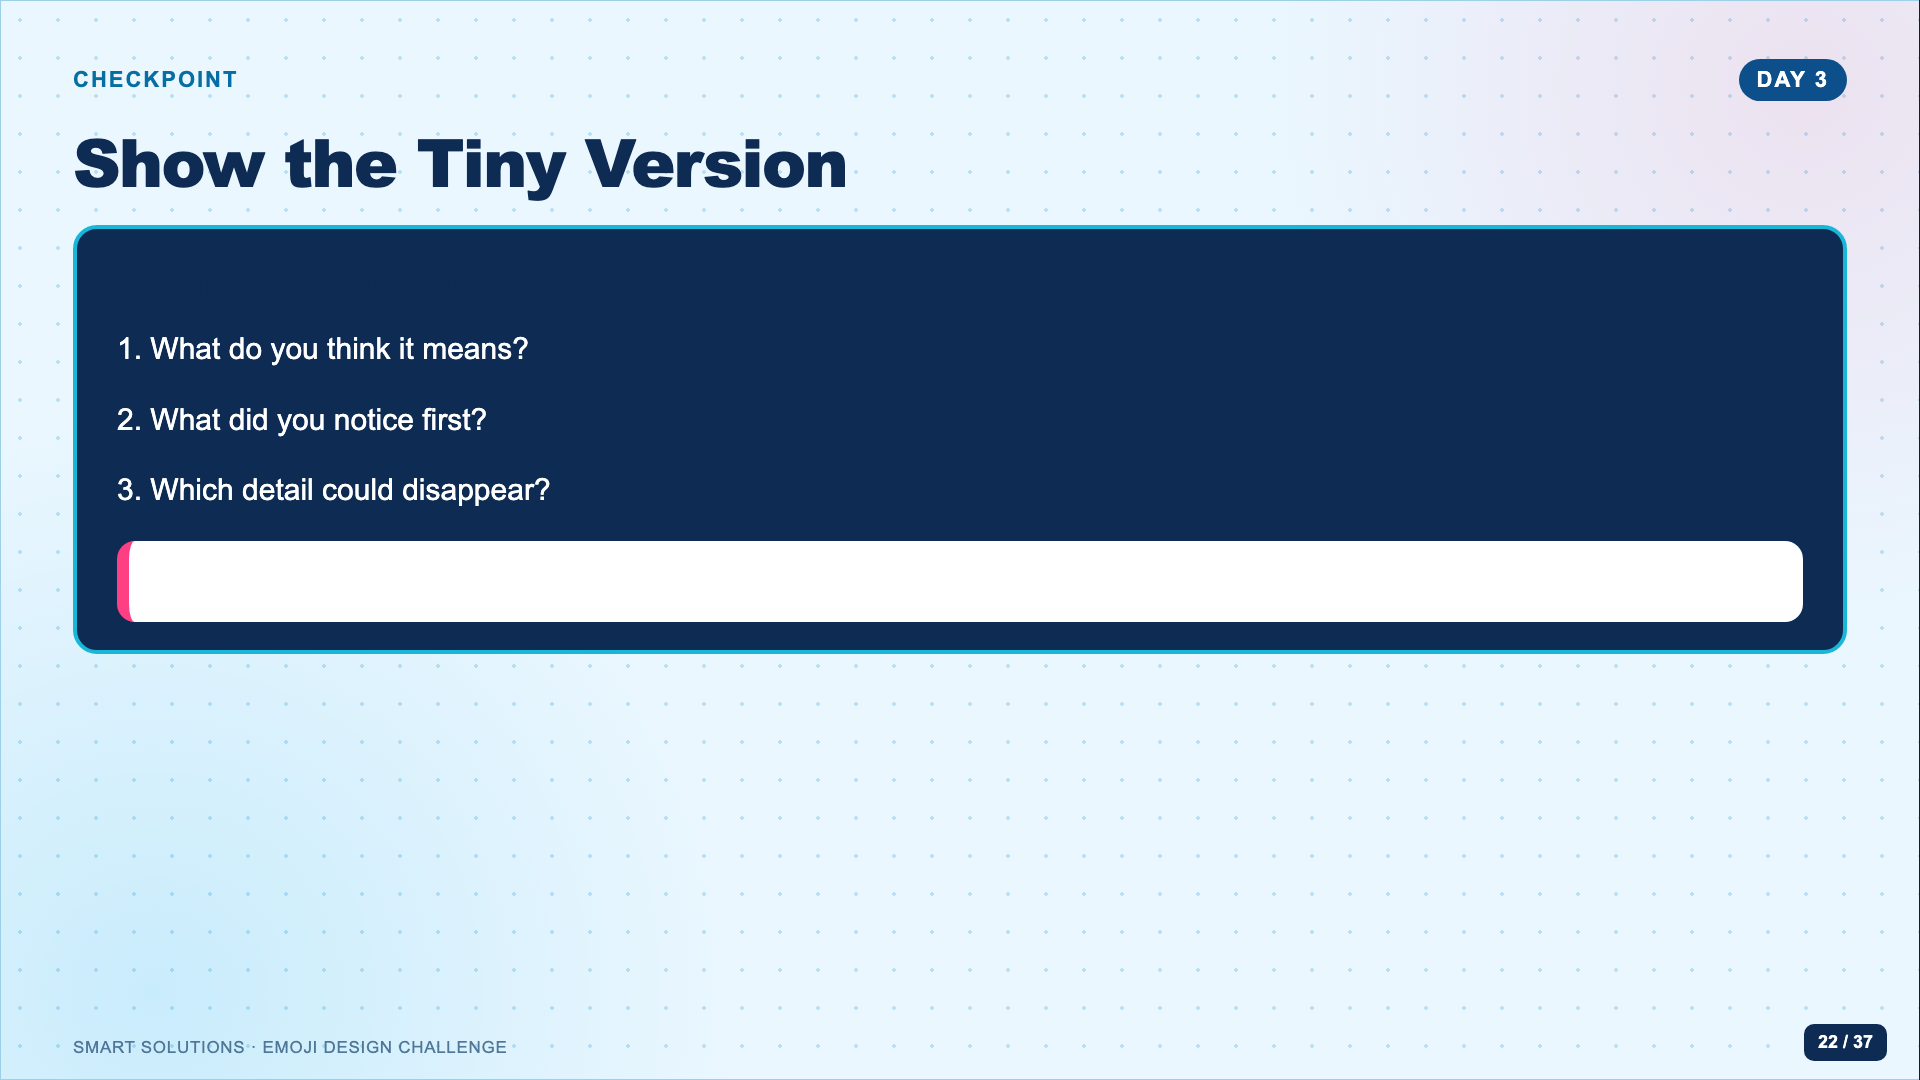 CHECKPOINT
DAY 3
Show the Tiny Version
1. What do you think it means?
2. What did you notice first?
3. Which detail could disappear?
SMART SOLUTIONS · EMOJI DESIGN CHALLENGE
22 / 37